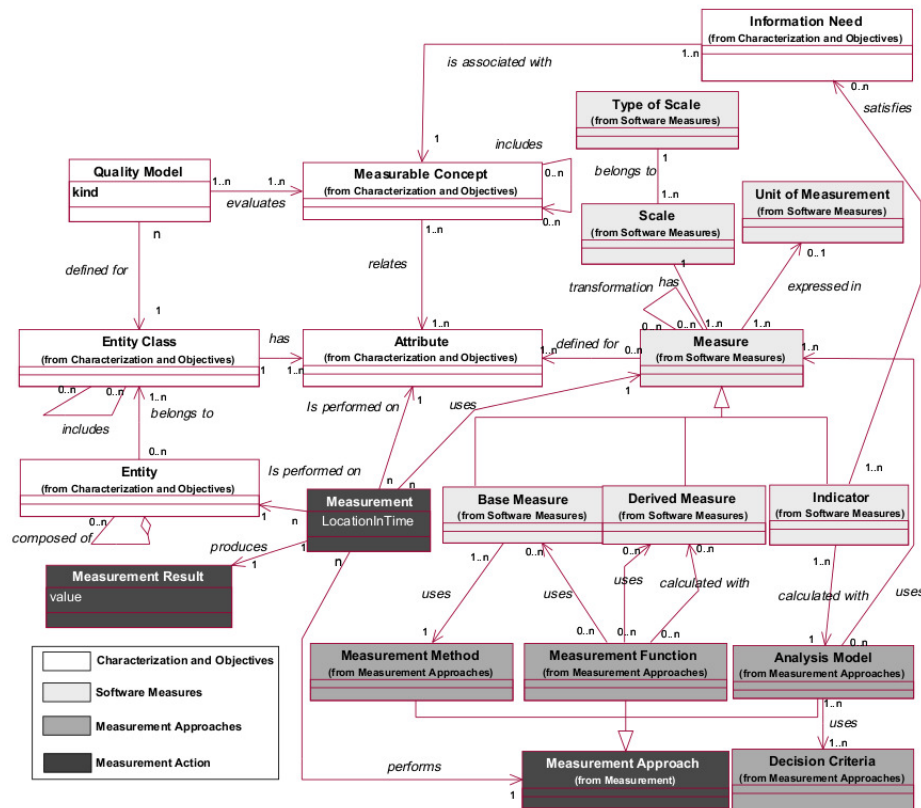 Information Need
(from Characterization and Objectives)
1..n
0..n
is associated with
satisfies
Type of Scale
(from Software Measures)
1
belongs to
1..n
includes
0..n
0..n
1
Quality Model
kind
1..n
1..n
evaluates
Measurable Concept
(from Characterization and Objectives)
Scale
(from Software Measures)
Unit of Measurement
(from Software Measures)
n
1..n
1
0..1
defined for
relates
transformation
has
expressed in
1
1..n
0..n
0..n
1..n
1..n
Entity Class
(from Characterization and Objectives)
has
1
1..n
Attribute
(from Characterization and Objectives)
defined for
1..n
0..n
Measure
(from Software Measures)
1..n
0..n
0..n
includes
1..n
belongs to
0..n
Is performed on
1
uses
1
Entity
(from Characterization and Objectives)
0..n
composed of
Is performed on
1
n
n
n
Measurement
LocationInTime
Base Measure
(from Software Measures)
Derived Measure
(from Software Measures)
Indicator
(from Software Measures)
1..n
produces
1
1
n
Measurement Result
value
1..n
0..n
0..n
0..n
1..n
uses
uses
uses
calculated with
calculated with
uses
1
0..n
0..n
0..n
1
0..n
Measurement Method
(from Measurement Approaches)
Measurement Function
(from Measurement Approaches)
Analysis Model
(from Measurement Approaches)
1..n
uses
1..n
Characterization and Objectives
Software Measures
Measurement Approaches
Measurement Action
performs
1
Measurement Approach
(from Measurement)
Decision Criteria
(from Measurement Approaches)